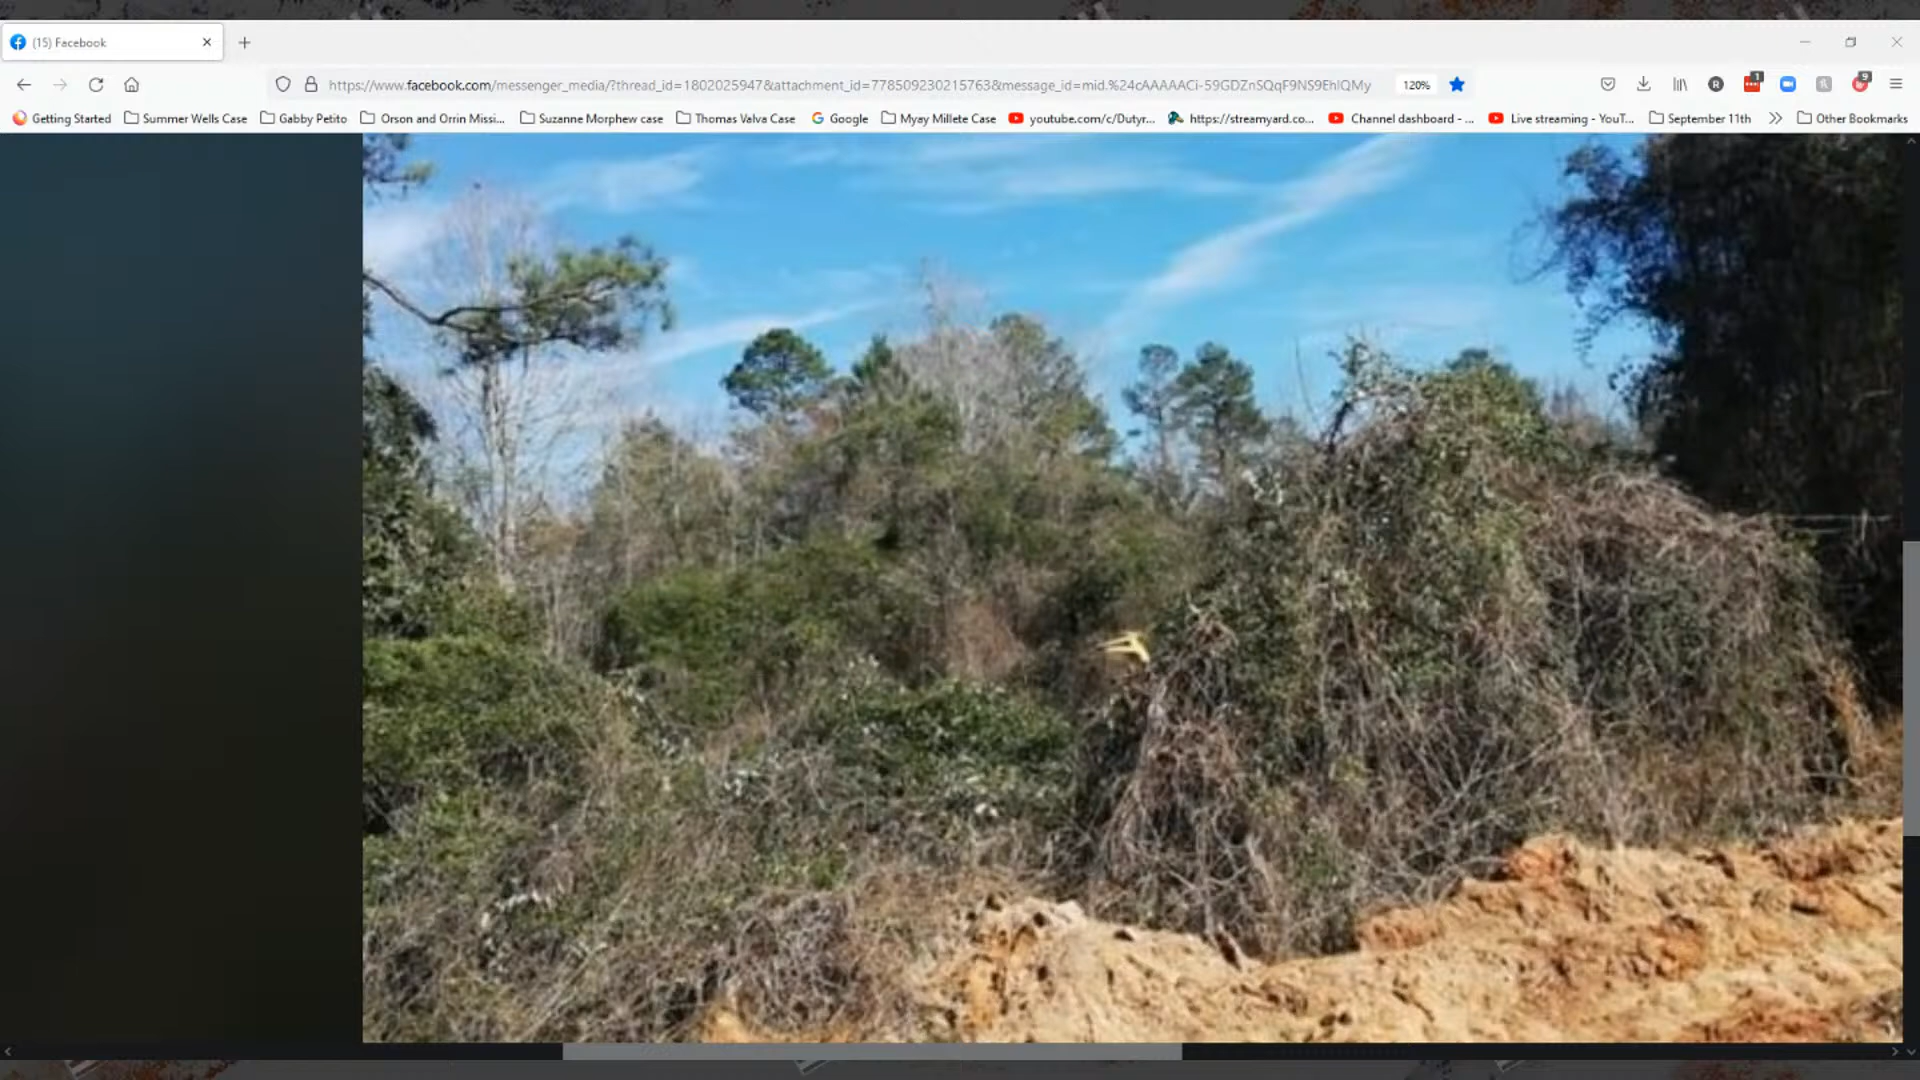 (15) Facebook
https://www.facebook.com/messenger_media/?thread_id=1802025947&attachment_id=778509230215763&message_id=mid.%24cAAAAACi-59GDZnSQqF9NS9EhlQMy
120%
1
9
Getting Started
Summer Wells Case
Gabby Petito
Orson and Orrin Missi...
Suzanne Morphew case
Thomas Valva Case
Google
Myay Millete Case
youtube.com/c/Dutyr...
https://streamyard.co...
Channel dashboard - ...
Live streaming - YouT...
September 11th
Other Bookmarks